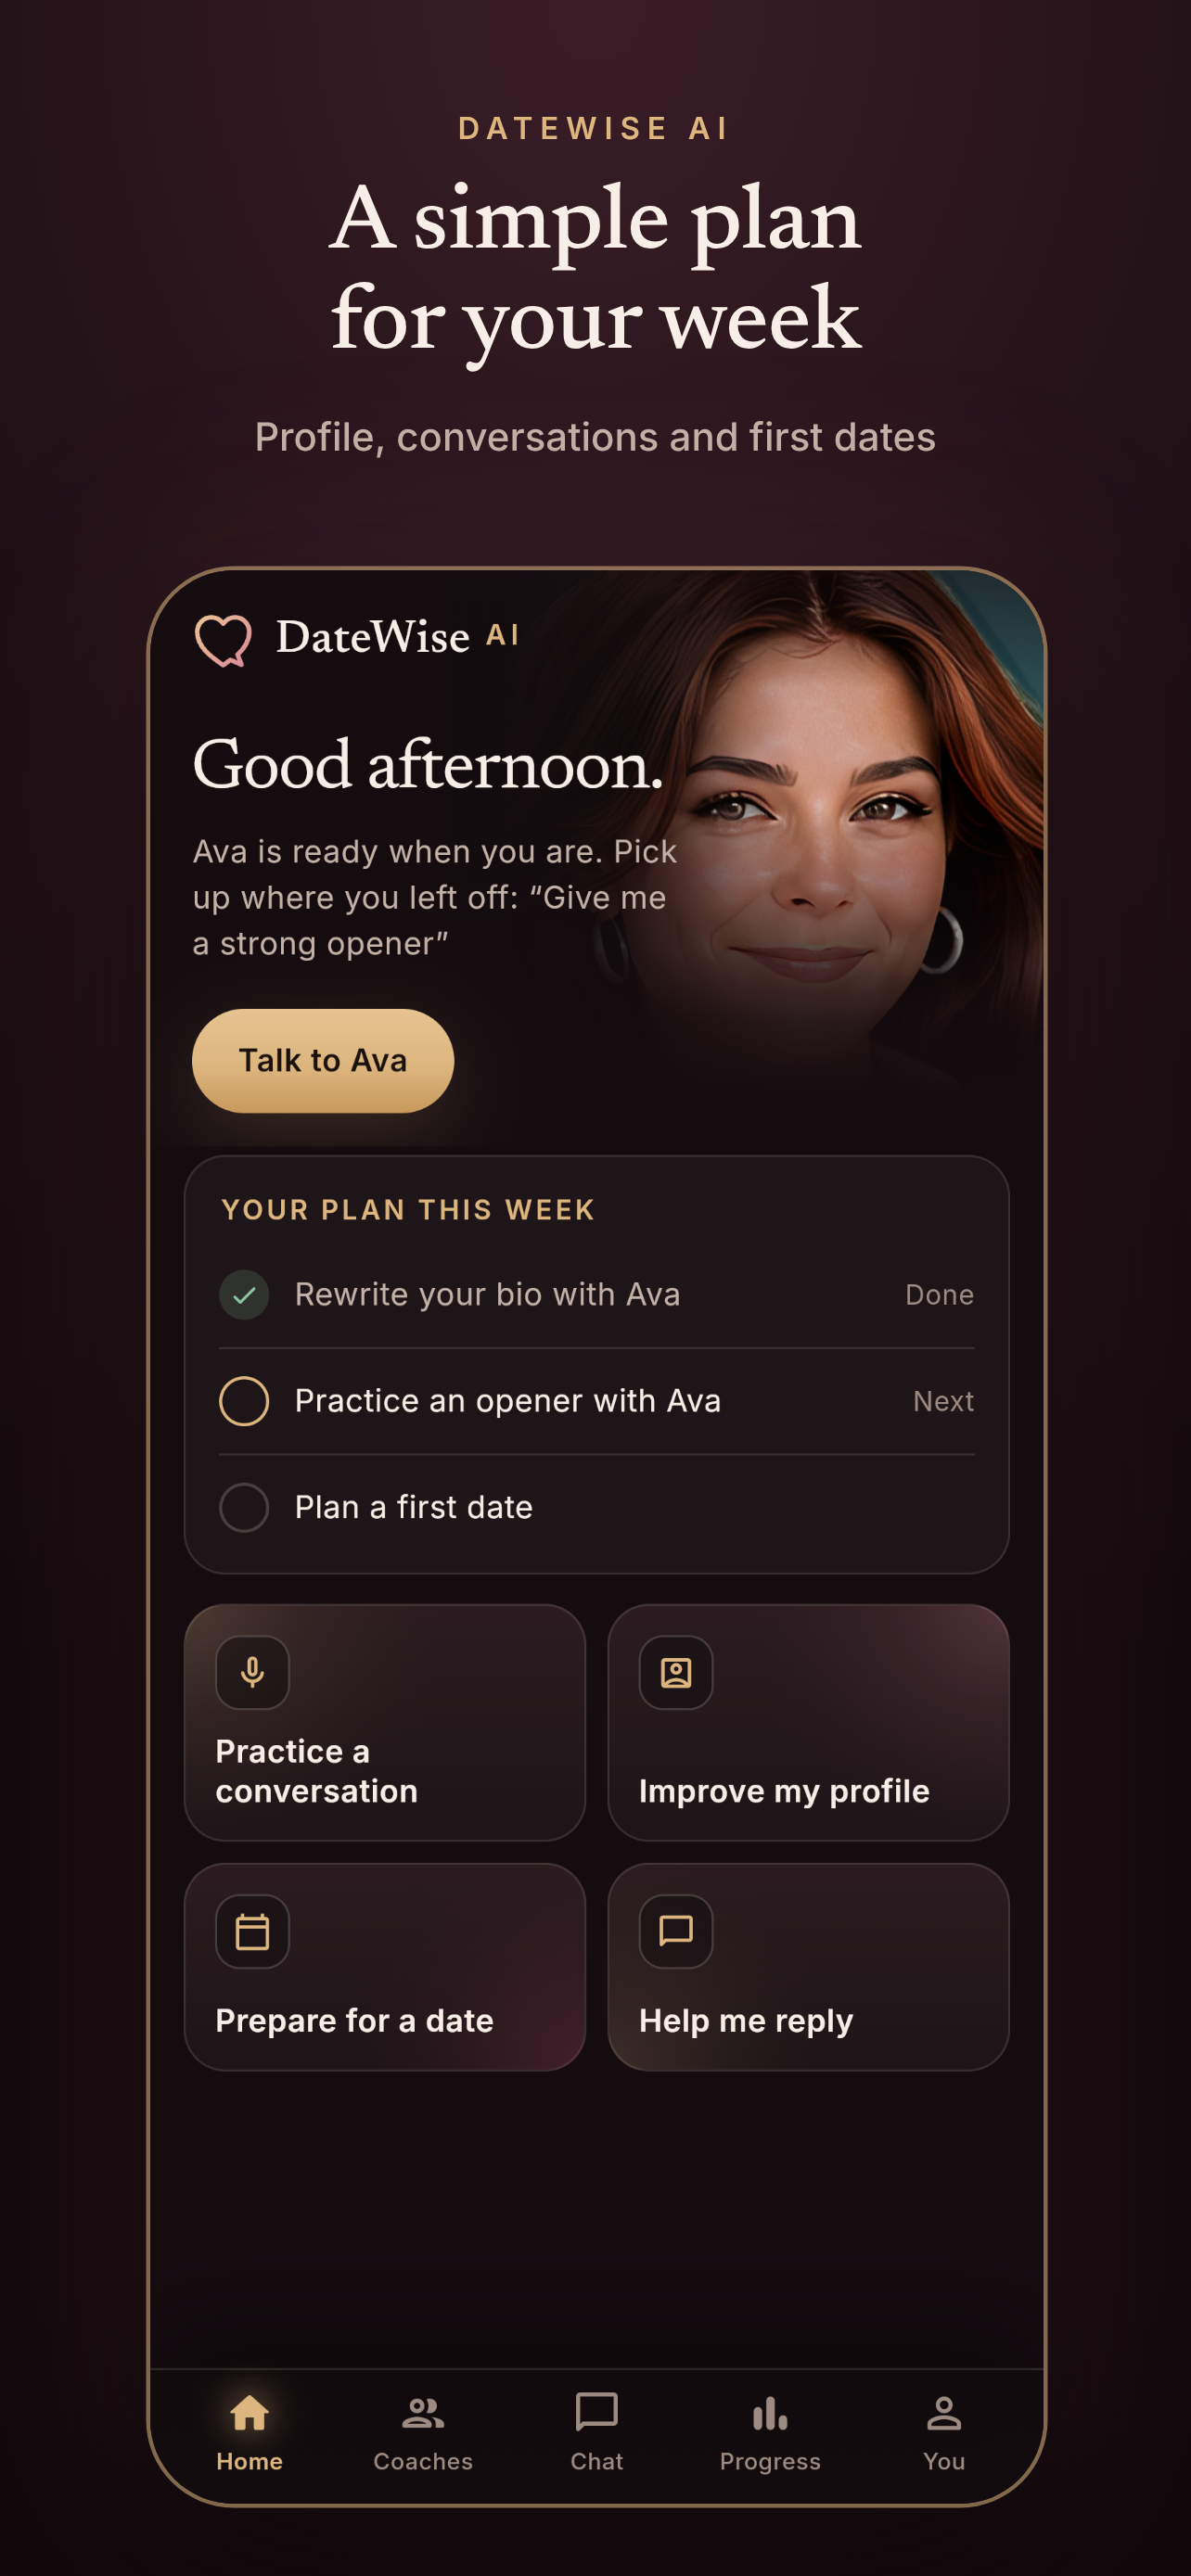 DATEWISE AI
A simple plan
for your week
Profile, conversations and first dates
DateWise AI
Good afternoon.
Ava is ready when you are. Pick
up where you left off: “Give me
a strong opener”
Talk to Ava
YOUR PLAN THIS WEEK
Rewrite your bio with Ava Done
Practice an opener with Ava Next
Plan a first date
Practice a
conversation
Improve my profile
Prepare for a date
Help me reply
Home Coaches Chat Progress You